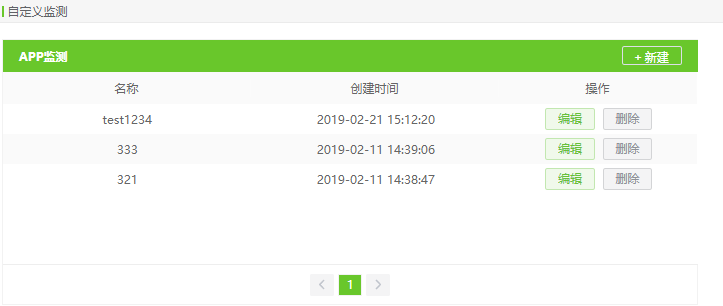 自定义监测
APP监测 + 新建
名称 创建时间 操作
test1234 2019-02-21 15:12:20 编辑 删除
333 2019-02-11 14:39:06 编辑 删除
321 2019-02-11 14:38:47 编辑 删除
1